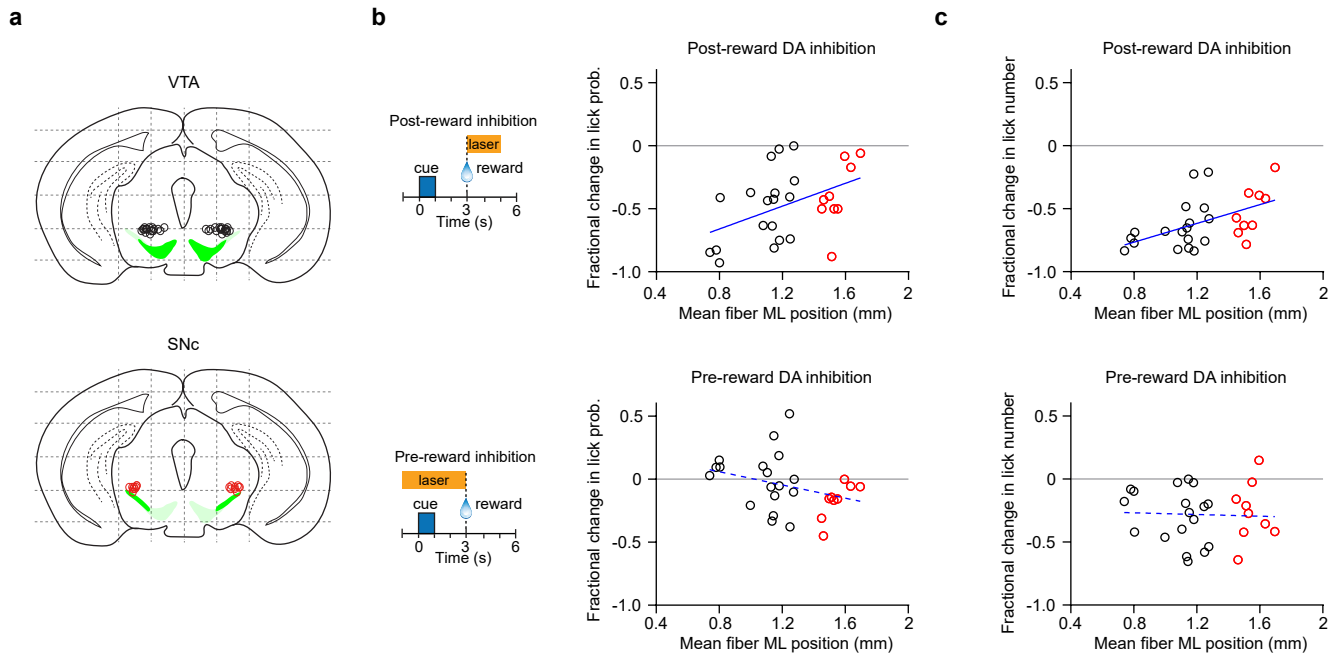 a
VTA
SNc
b
Post-reward inhibition
laser
cue
reward
0 3 6
Time (s)
Pre-reward inhibition
laser
cue
reward
0 3 6
Time (s)
Post-reward DA inhibition
Fractional change in lick prob.
0.5
0
-0.5
-1.0
0.4 0.8 1.2 1.6 2
Mean fiber ML position (mm)
Pre-reward DA inhibition
Fractional change in lick prob.
0.5
0
-0.5
-1.0
0.4 0.8 1.2 1.6 2
Mean fiber ML position (mm)
c
Post-reward DA inhibition
Fractional change in lick number
0.5
0
-0.5
-1.0
0.4 0.8 1.2 1.6 2
Mean fiber ML position (mm)
Pre-reward DA inhibition
Fractional change in lick number
0.5
0
-0.5
-1.0
0.4 0.8 1.2 1.6 2
Mean fiber ML position (mm)